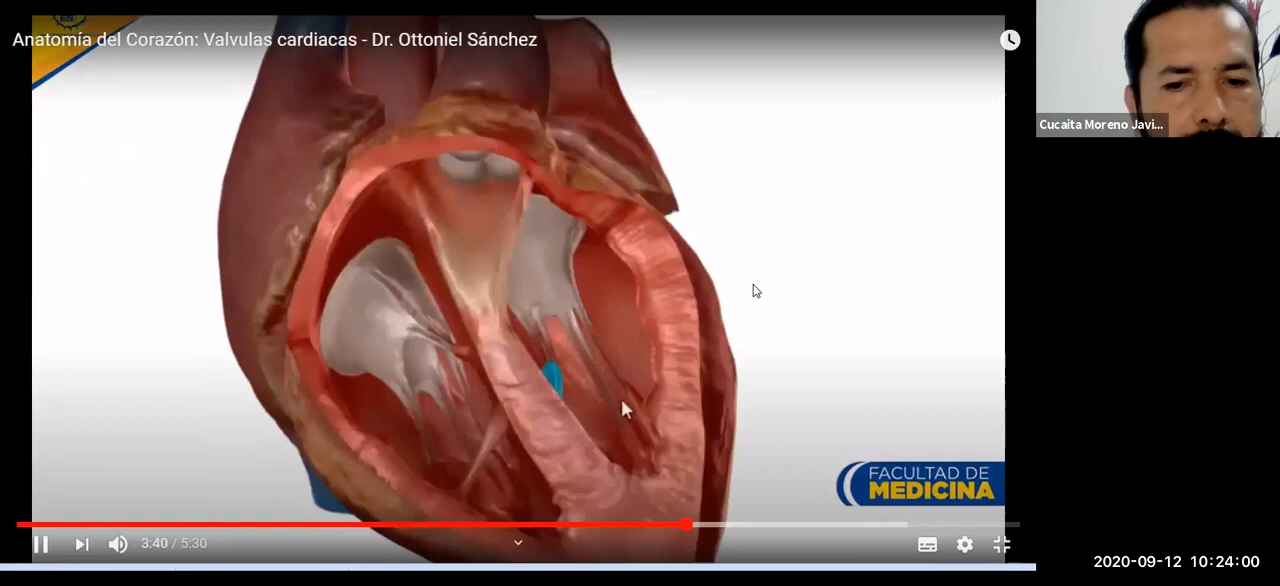 Anatomía del Corazón: Valvulas cardiacas - Dr. Ottoniel Sánchez
Cucaita Moreno Javi...
FACULTAD DE
MEDICINA
3:40 / 5:30
2020-09-12 10:24:00